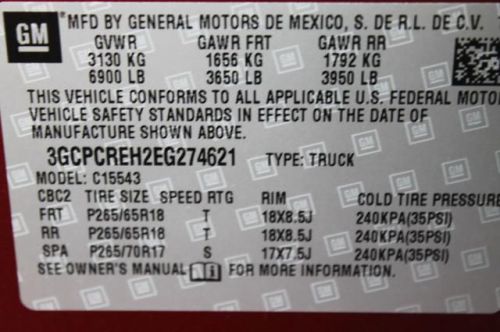 GM MFD BY GENERAL MOTORS DE MEXICO, S. DE R.L. DE C.V.
GVWR GAWR FRT GAWR RR
3130 KG 1656 KG 1792 KG
6900 LB 3650 LB 3950 LB
THIS VEHICLE CONFORMS TO ALL APPLICABLE U.S. FEDERAL MOTOR
VEHICLE SAFETY STANDARDS IN EFFECT ON THE DATE OF
MANUFACTURE SHOWN ABOVE.
3GCPCREH2EG274621 TYPE: TRUCK
MODEL: C15543
CBC2 TIRE SIZE SPEED RTG RIM COLD TIRE PRESSURE
FRT P265/65R18 T 18X8.5J 240KPA(35PSI)
RR P265/65R18 T 18X8.5J 240KPA(35PSI)
SPA P265/70R17 S 17X7.5J 240KPA(35PSI)
SEE OWNER'S MANUAL FOR MORE INFORMATION.